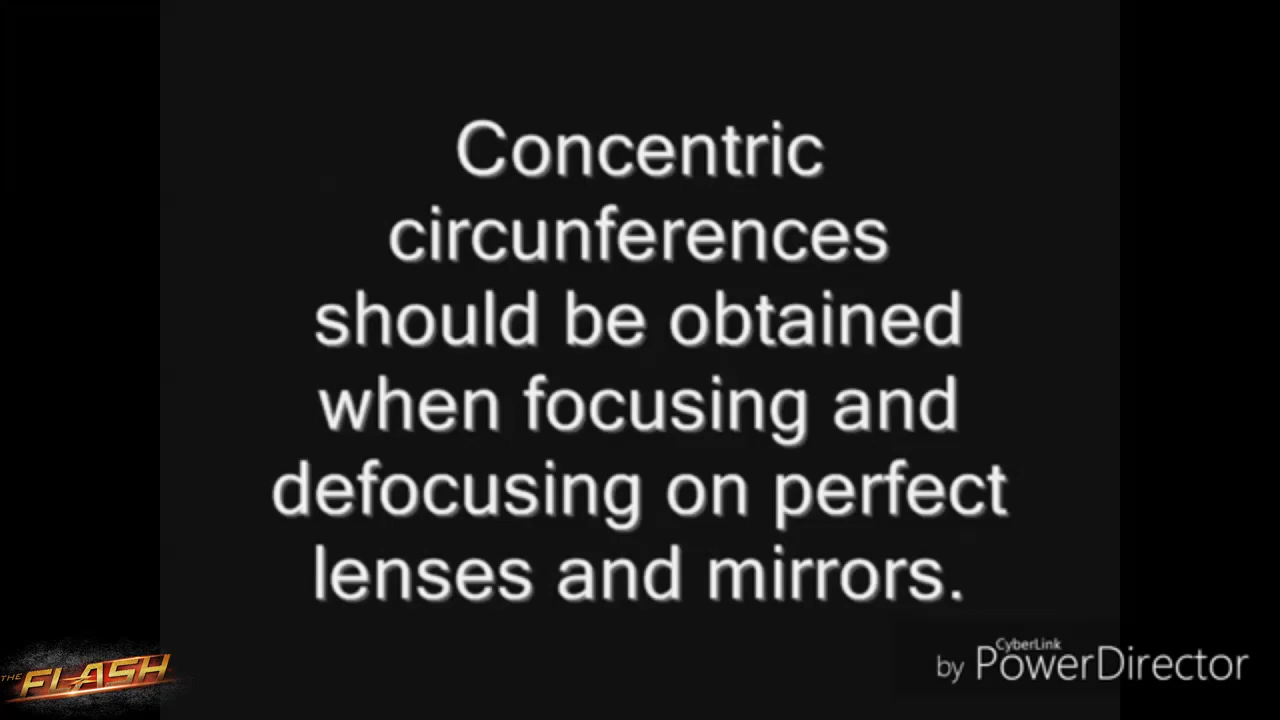 Concentric
circunferences
should be obtained
when focusing and
defocusing on perfect
lenses and mirrors.
THE FLASH
CyberLink
by PowerDirector